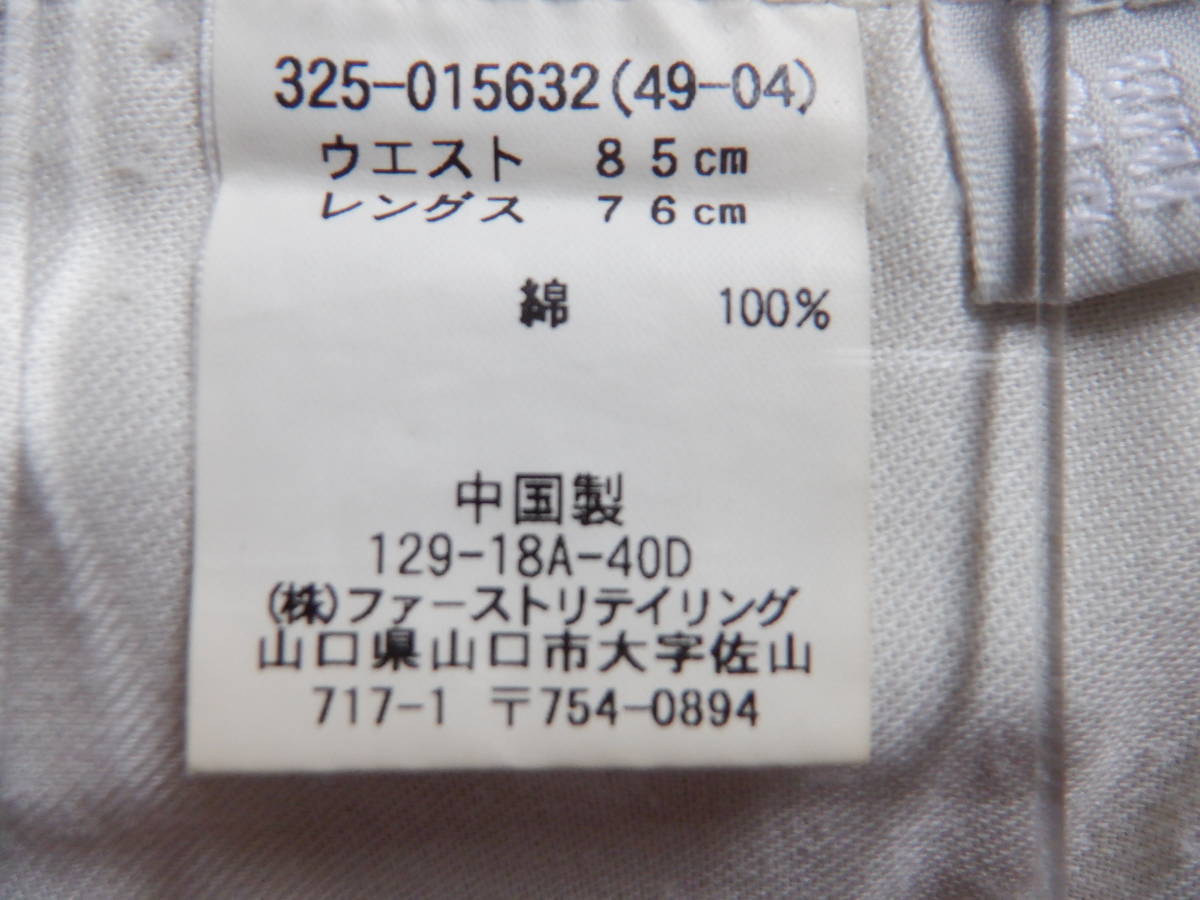 325-015632(49-04)
ウエスト 85cm
レングス 76cm
綿 100%
中国製
129-18A-40D
(株)ファーストリテイリング
山口県山口市大字佐山
717-1 〒754-0894